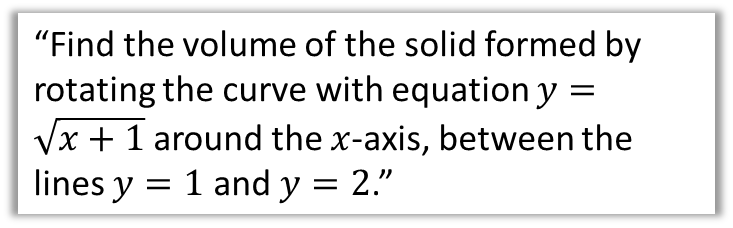 “Find the volume of the solid formed by
rotating the curve with equation 𝑦 =
√𝑥 + 1 around the 𝑥-axis, between the
lines 𝑦 = 1 and 𝑦 = 2.”